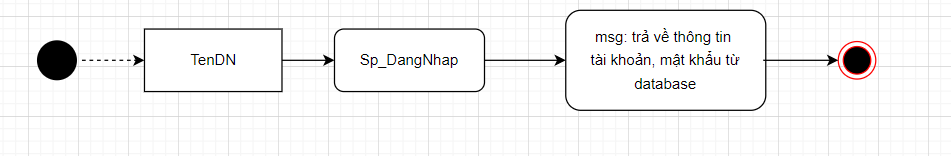 TenDN
Sp_DangNhap
msg: trả về thông tin
tài khoản, mật khẩu từ
database